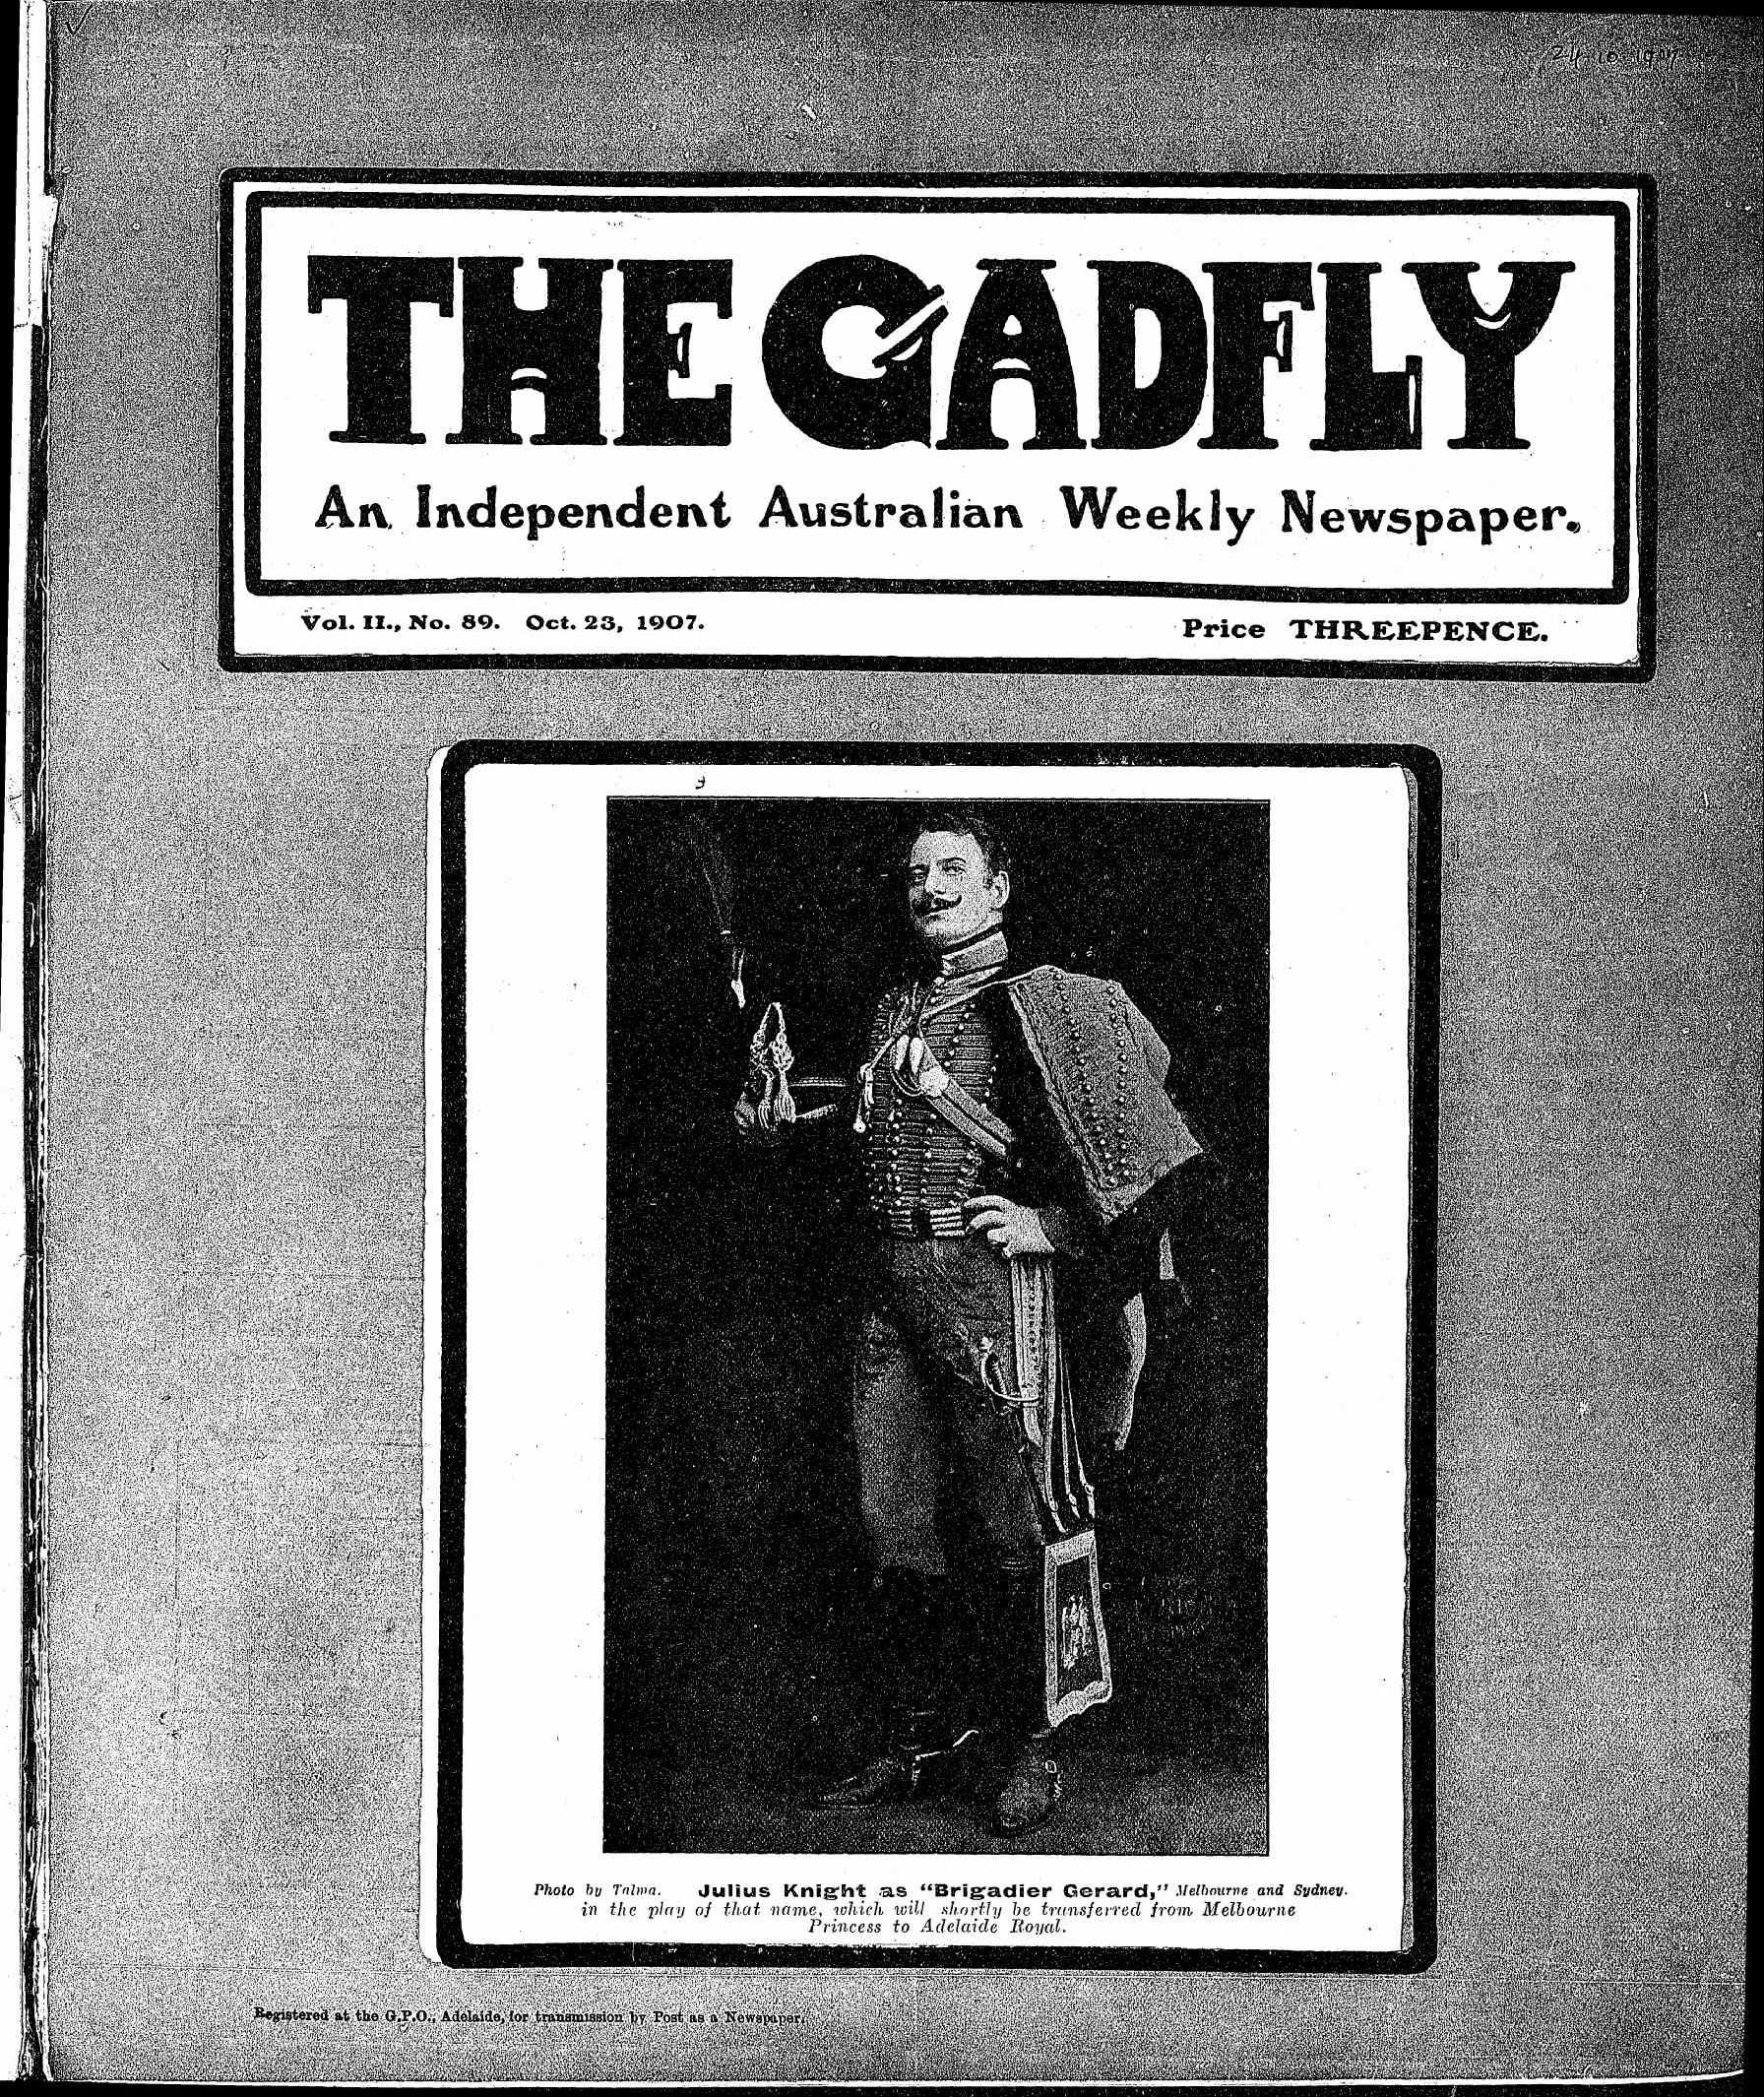 24-10-1907
THE GADFLY
An Independent Australian Weekly Newspaper.
Vol. II., No. 89. Oct. 23, 1907.
Price THREEPENCE.
Photo by Talma. Julius Knight as “Brigadier Gerard,” Melbourne and Sydney.
in the play of that name, which will shortly be transferred from Melbourne
Princess to Adelaide Royal.
Registered at the G.P.O., Adelaide, for transmission by Post as a Newspaper.